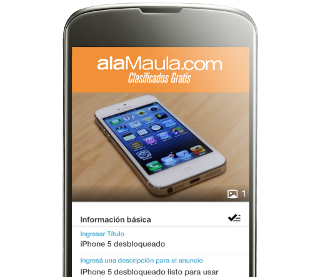 alaMaula.com
Clasificados Gratis
1
Información básica
Ingresar Título
iPhone 5 desbloqueado
Ingresá una descripción para el anuncio
iPhone 5 desbloqueado listo para usar